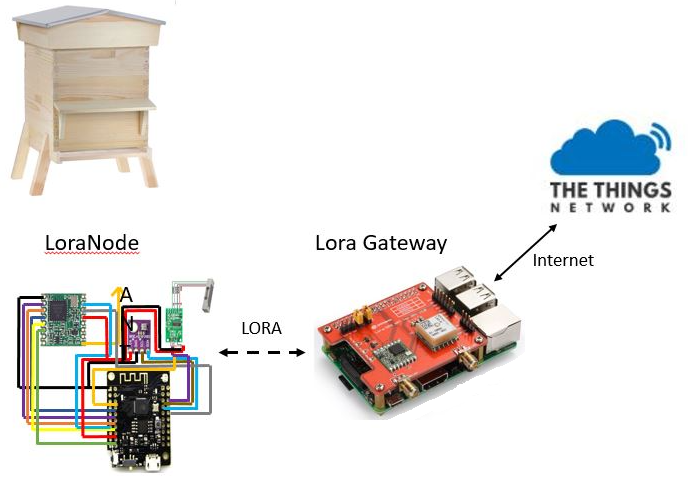 THE THINGS
NETWORK
LoraNode
Lora Gateway
Internet
A
N
LORA